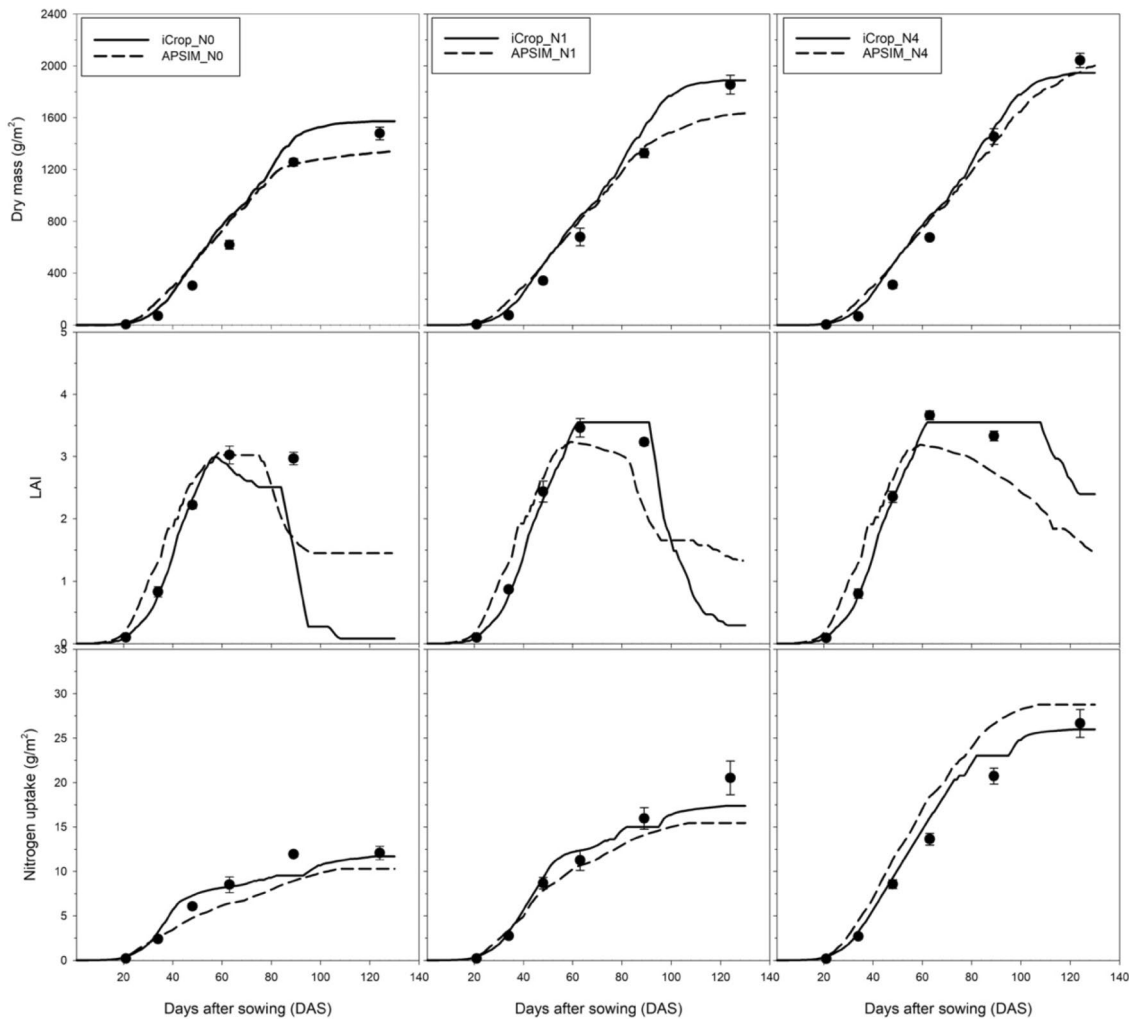 iCrop_N0
APSIM_N0
iCrop_N1
APSIM_N1
iCrop_N4
APSIM_N4
2400
2000
1600
1200
800
400
0
Dry mass (g/m²)
5
4
3
2
1
0
LAI
35
30
25
20
15
10
5
0
Nitrogen uptake (g/m²)
20 40 60 80 100 120 140
20 40 60 80 100 120 140
20 40 60 80 100 120 140
Days after sowing (DAS)
Days after sowing (DAS)
Days after sowing (DAS)